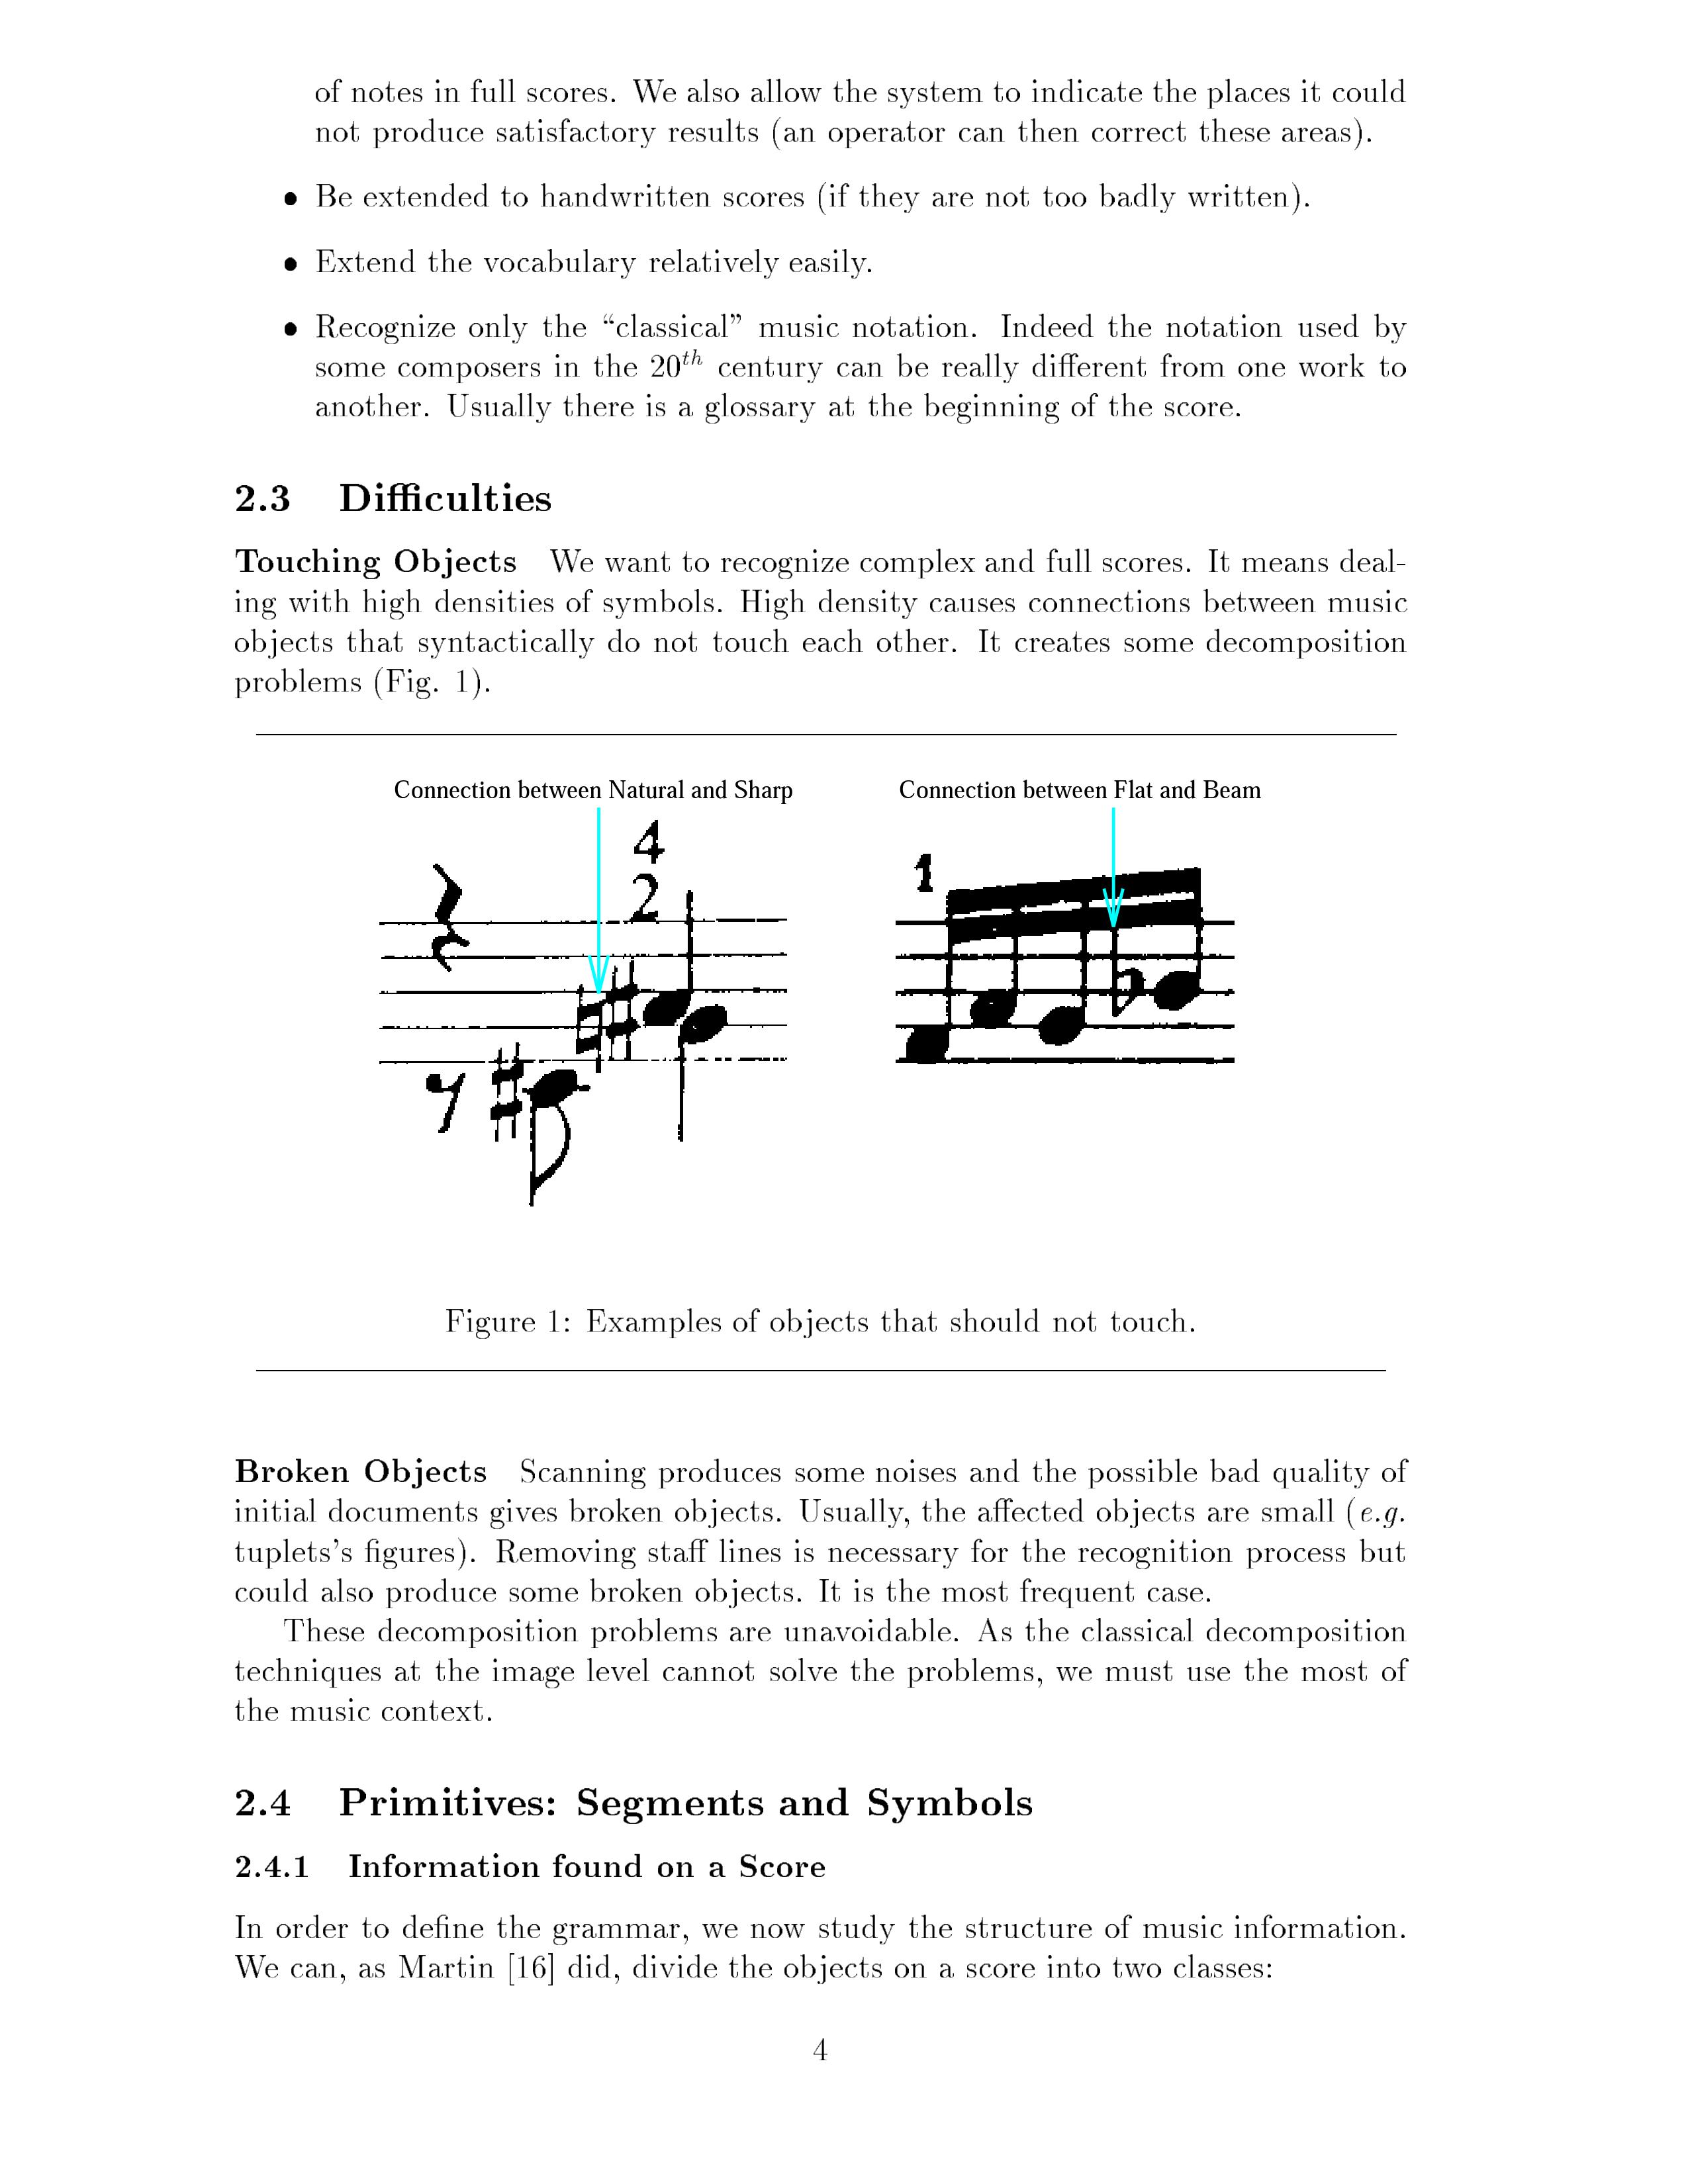 of notes in full scores. We also allow the system to indicate the places it could
not produce satisfactory results (an operator can then correct these areas).
• Be extended to handwritten scores (if they are not too badly written).
• Extend the vocabulary relatively easily.
• Recognize only the “classical” music notation. Indeed the notation used by
some composers in the 20th century can be really different from one work to
another. Usually there is a glossary at the beginning of the score.
2.3 Difficulties
Touching Objects We want to recognize complex and full scores. It means deal-
ing with high densities of symbols. High density causes connections between music
objects that syntactically do not touch each other. It creates some decomposition
problems (Fig. 1).
Connection between Natural and Sharp
4
2
Connection between Flat and Beam
1
Figure 1: Examples of objects that should not touch.
Broken Objects Scanning produces some noises and the possible bad quality of
initial documents gives broken objects. Usually, the affected objects are small (e.g.
tuplets's figures). Removing staff lines is necessary for the recognition process but
could also produce some broken objects. It is the most frequent case.
These decomposition problems are unavoidable. As the classical decomposition
techniques at the image level cannot solve the problems, we must use the most of
the music context.
2.4 Primitives: Segments and Symbols
2.4.1 Information found on a Score
In order to define the grammar, we now study the structure of music information.
We can, as Martin [16] did, divide the objects on a score into two classes:
4